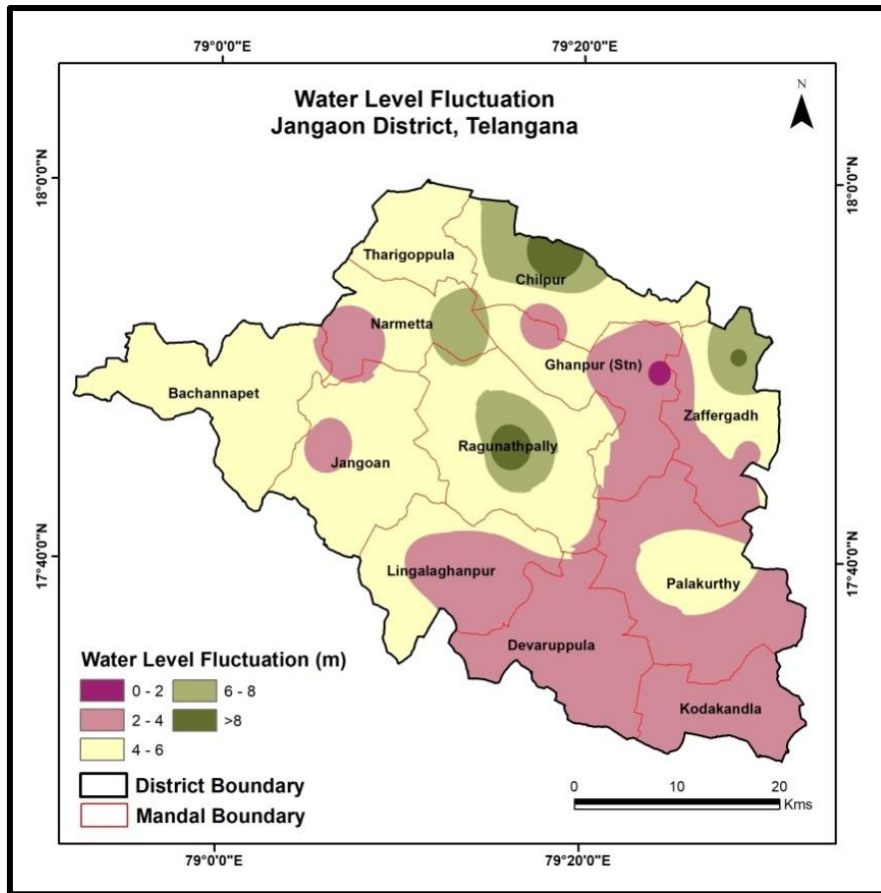 79°0'0"E
79°20'0"E
Water Level Fluctuation
Jangaon District, Telangana
N
18°0'0"N
18°0'0"N
Tharigoppula
Chilpur
Narmetta
Ghanpur (Stn)
Bachannapet
Zaffergadh
Ragunathpally
Jangoan
17°40'0"N
17°40'0"N
Lingalaghanpur
Palakurthy
Devaruppula
Kodakandla
Water Level Fluctuation (m)
0 - 2
6 - 8
2 - 4
>8
4 - 6
District Boundary
Mandal Boundary
0
10
20
Kms
79°0'0"E
79°20'0"E